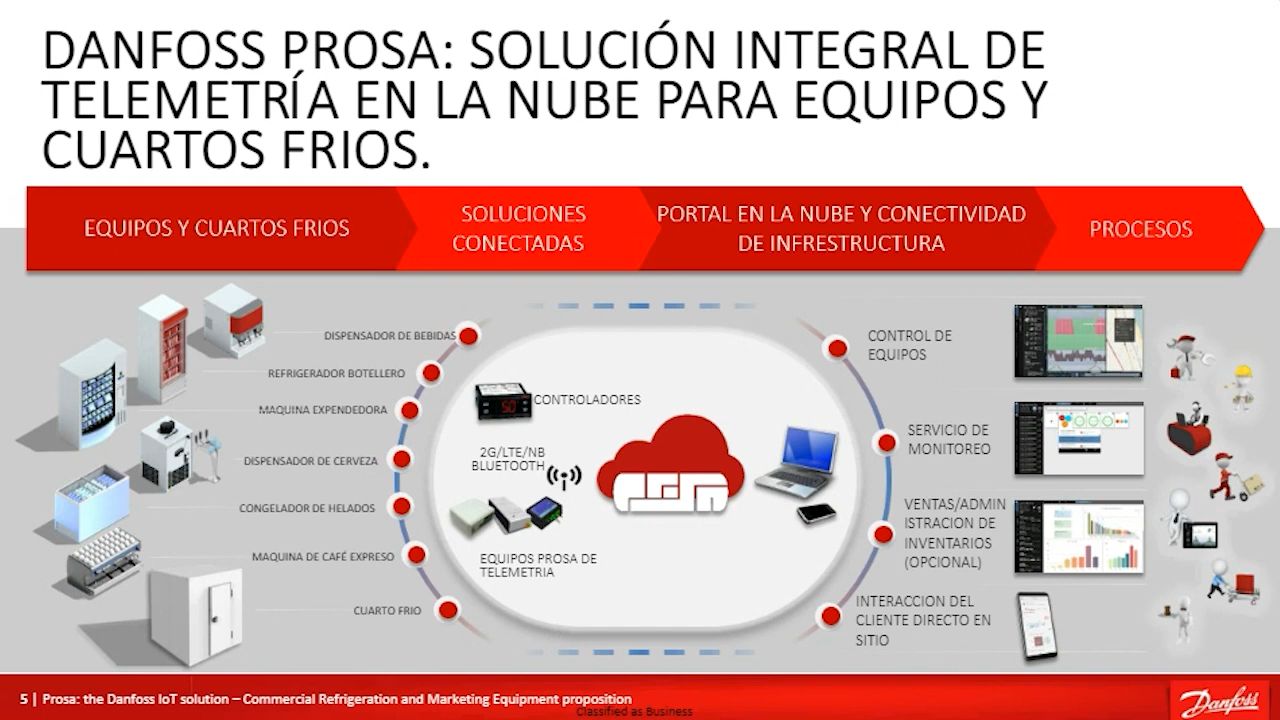 DANFOSS PROSA: SOLUCIÓN INTEGRAL DE
TELEMETRÍA EN LA NUBE PARA EQUIPOS Y
CUARTOS FRIOS.
EQUIPOS Y CUARTOS FRIOS
SOLUCIONES
CONECTADAS
PORTAL EN LA NUBE Y CONECTIVIDAD
DE INFRESTRUCTURA
PROCESOS
DISPENSADOR DE BEBIDAS
REFRIGERADOR BOTELLERO
MAQUINA EXPENDEDORA
DISPENSADOR DE CERVEZA
CONGELADOR DE HELADOS
MAQUINA DE CAFÉ EXPRESO
CUARTO FRIO
CONTROLADORES
2G/LTE/NB
BLUETOOTH
EQUIPOS PROSA DE
TELEMETRIA
CONTROL DE
EQUIPOS
SERVICIO DE
MONITOREO
VENTAS/ADMIN
ISTRACION DE
INVENTARIOS
(OPCIONAL)
INTERACCION DEL
CLIENTE DIRECTO EN
SITIO
5 | Prosa: the Danfoss IoT solution – Commercial Refrigeration and Marketing Equipment proposition
Classified as Business
Danfoss